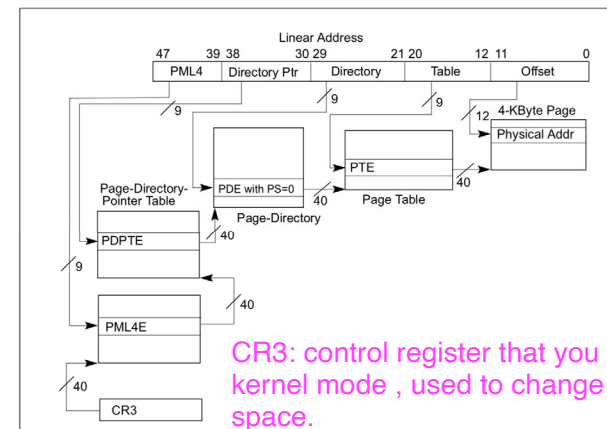 Linear Address
47 39 38 30 29 21 20 12 11 0
PML4 Directory Ptr Directory Table Offset
9 9 9 12 4-KByte Page
Physical Addr
PTE
PDE with PS=0
40 40 40
Page-Directory-
Pointer Table
Page Table
Page-Directory
PDPTE
40
9
40
PML4E
CR3: control register that you
kernel mode , used to change
space.
40
CR3